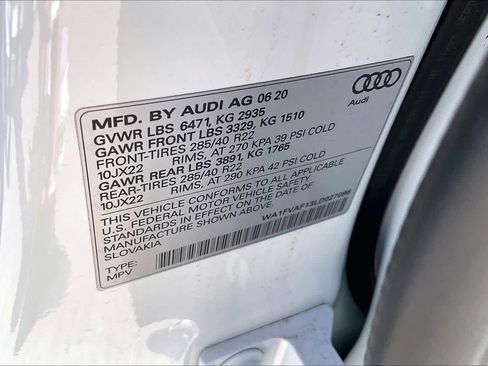 MFD. BY AUDI AG 06 20
GVWR LBS 6471, KG 2935
GAWR FRONT LBS 3329, KG 1510
FRONT-TIRES 285/40 R22
10JX22 RIMS, AT 270 KPA 39 PSI COLD
GAWR REAR LBS 3891, KG 1765
REAR-TIRES 285/40 R22
10JX22 RIMS, AT 290 KPA 42 PSI COLD
THIS VEHICLE CONFORMS TO ALL APPLICABLE
U.S. FEDERAL MOTOR VEHICLE SAFETY
STANDARDS IN EFFECT ON THE DATE OF
MANUFACTURE SHOWN ABOVE
SLOVAKIA WA1FVAF13LD027098
TYPE:
MPV
Audi